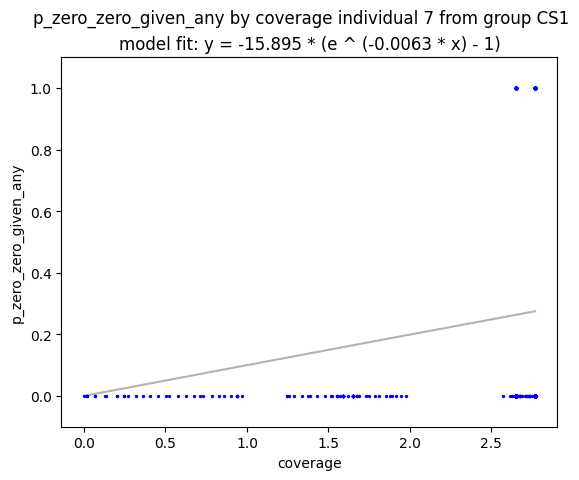 p_zero_zero_given_any by coverage individual 7 from group CS1
model fit: y = -15.895 * (e ^ (-0.0063 * x) - 1)
1.0
0.8
0.6
0.4
0.2
0.0
p_zero_zero_given_any
0.0 0.5 1.0 1.5 2.0 2.5
coverage